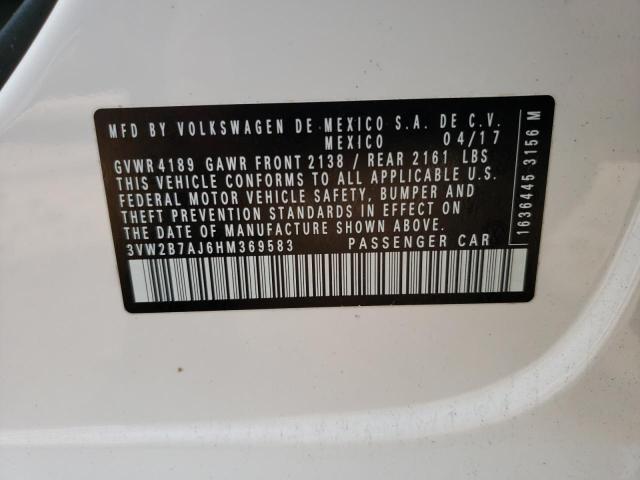 MFD BY VOLKSWAGEN DE MEXICO S.A. DE C.V.
MEXICO 04/17
GVWR 4189 GAWR FRONT 2138 / REAR 2161 LBS
THIS VEHICLE CONFORMS TO ALL APPLICABLE U.S.
FEDERAL MOTOR VEHICLE SAFETY, BUMPER AND
THEFT PREVENTION STANDARDS IN EFFECT ON
THE DATE OF MANUFACTURE SHOWN ABOVE.
3VW2B7AJ6HM369583 PASSENGER CAR
1636445 3156 M